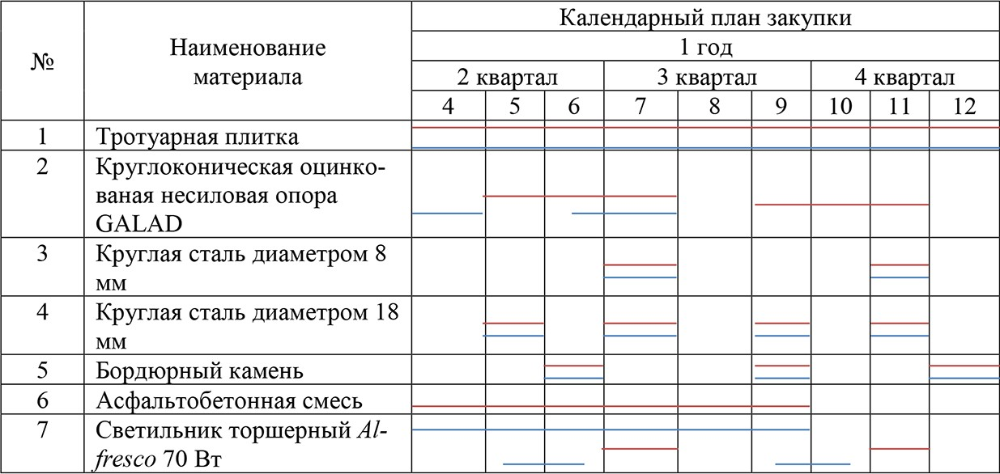 №
Наименование
материала
Календарный план закупки
1 год
2 квартал 3 квартал 4 квартал
4 5 6 7 8 9 10 11 12
1 Тротуарная плитка
2 Круглоконическая оцинко-
ваная несиловая опора
GALAD
3 Круглая сталь диаметром 8
мм
4 Круглая сталь диаметром 18
мм
5 Бордюрный камень
6 Асфальтобетонная смесь
7 Светильник торшерный Al-
fresco 70 Вт